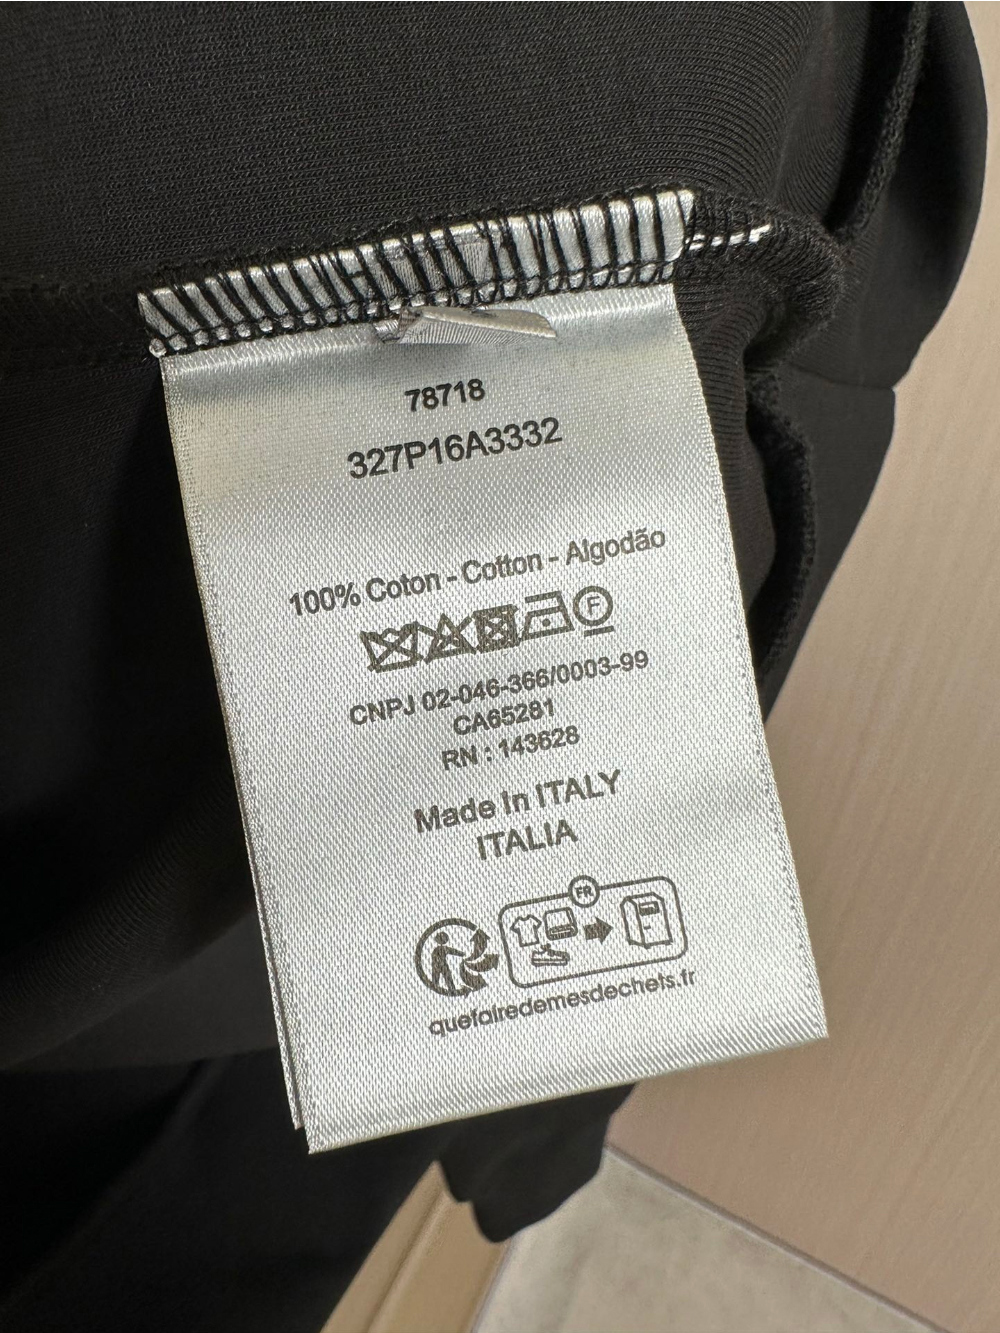 78718
327P16A3332
100% Coton - Cotton - Algodão
F
CNPJ 02-046-366/0003-99
CA65281
RN : 143628
Made In ITALY
ITALIA
FR
quefairedemesdechets.fr